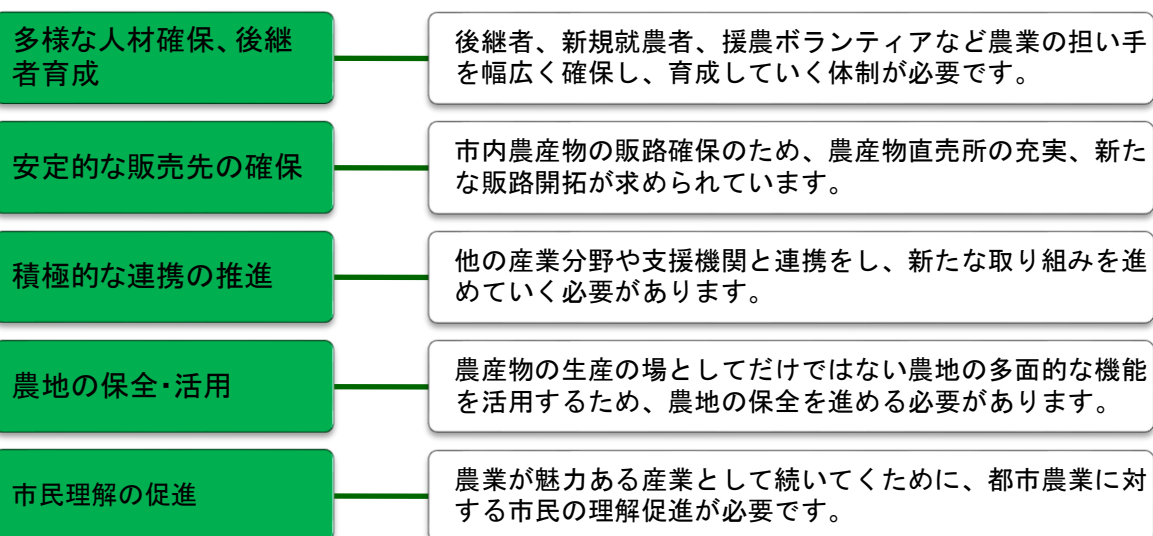 多様な人材確保、後継
者育成
後継者、新規就農者、援農ボランティアなど農業の担い手
を幅広く確保し、育成していく体制が必要です。
安定的な販売先の確保
市内農産物の販路確保のため、農産物直売所の充実、新た
な販路開拓が求められています。
積極的な連携の推進
他の産業分野や支援機関と連携をし、新たな取り組みを進
めていく必要があります。
農地の保全・活用
農産物の生産の場としてだけではない農地の多面的な機能
を活用するため、農地の保全を進める必要があります。
市民理解の促進
農業が魅力ある産業として続いてくために、都市農業に対
する市民の理解促進が必要です。